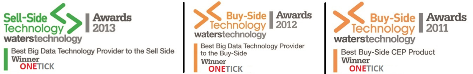 Sell-Side
Technology
Awards
2013
waterstechnology
Best Big Data Technology Provider to the Sell Side
Winner
ONETICK
Buy-Side
Technology
Awards
2012
waterstechnology
Best Big Data Technology Provider
to the Buy-Side
Winner
ONETICK
Buy-Side
Technology
Awards
2011
waterstechnology
Best Buy-Side CEP Product
Winner
ONETICK